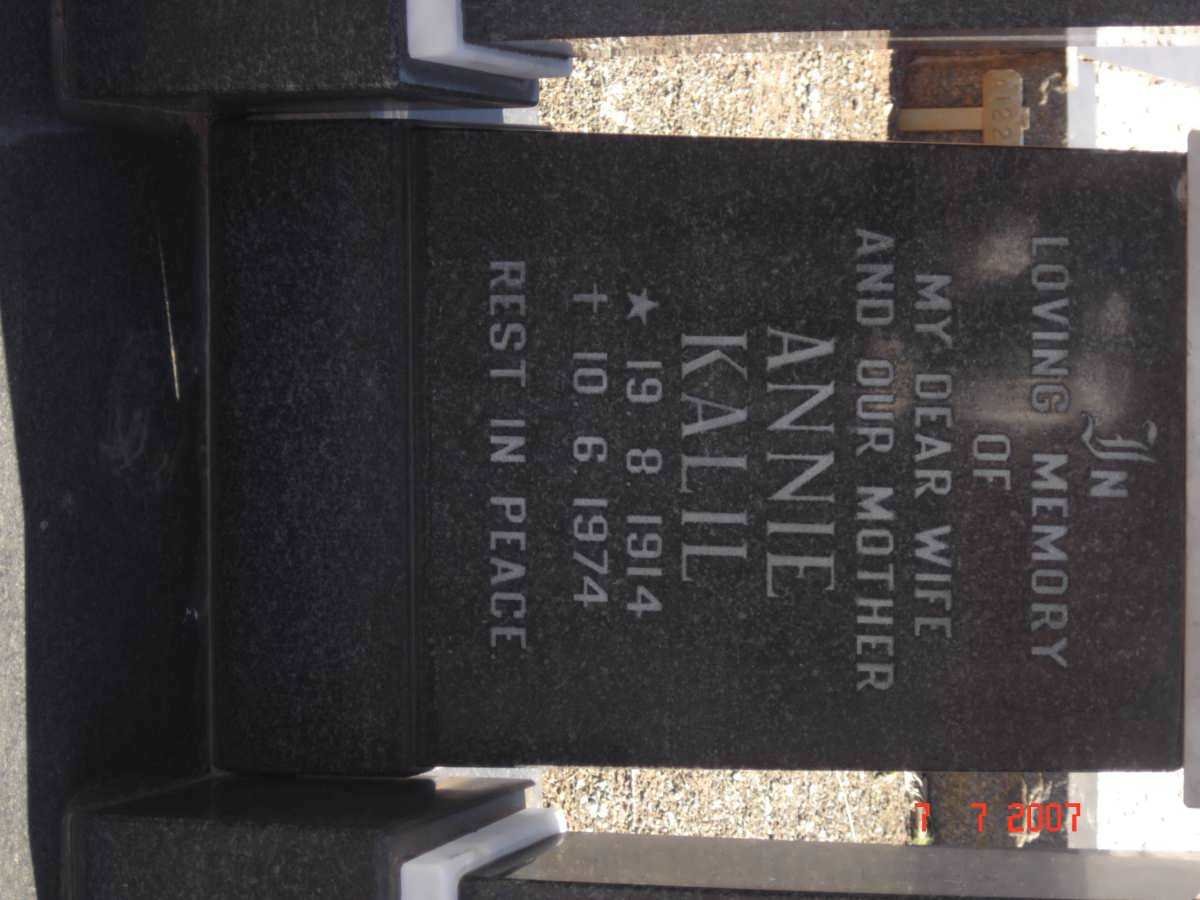 In
LOVING MEMORY
OF
MY DEAR WIFE
AND OUR MOTHER
ANNIE
KALIL
★ 19. 8. 1914
† 10. 6. 1974
REST IN PEACE
7 7 2007